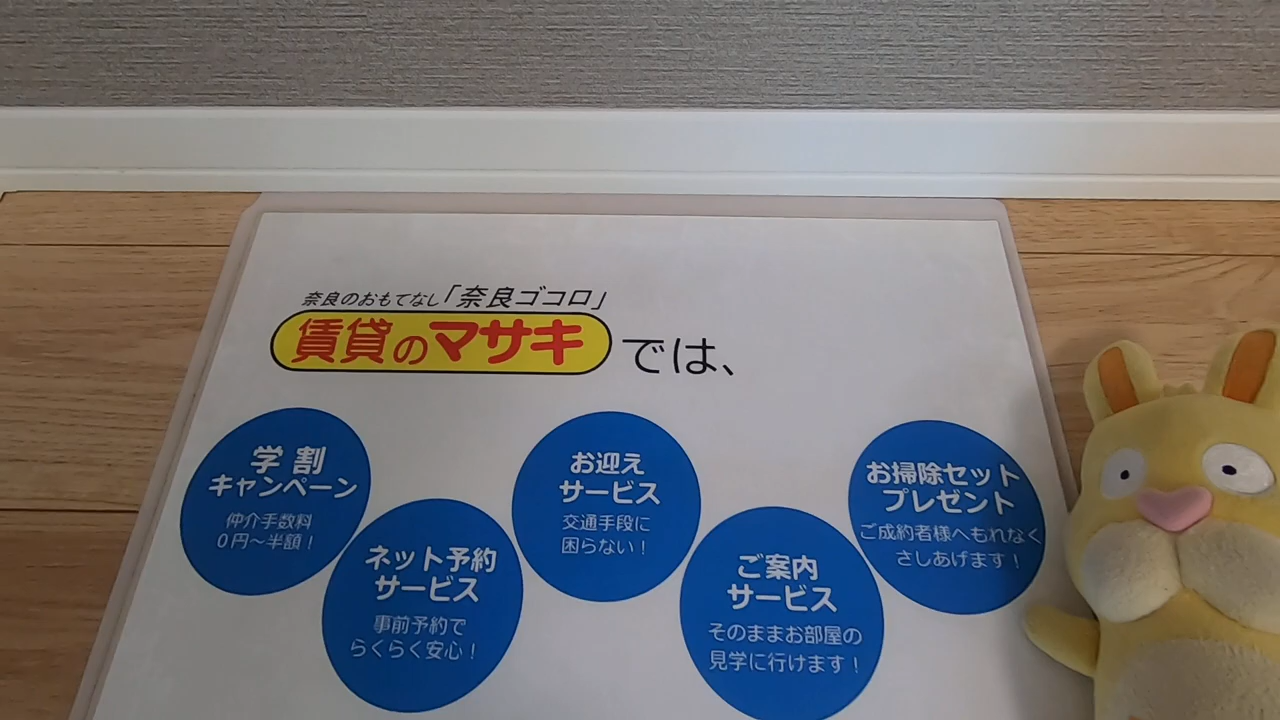 奈良のおもてなし「奈良ゴコロ」
賃貸のマサキでは、
学割
キャンペーン
仲介手数料
0円～半額！
ネット予約
サービス
事前予約で
らくらく安心！
お迎え
サービス
交通手段に
困らない！
ご案内
サービス
そのままお部屋の
見学に行けます！
お掃除セット
プレゼント
ご成約者様へもれなく
さしあげます！